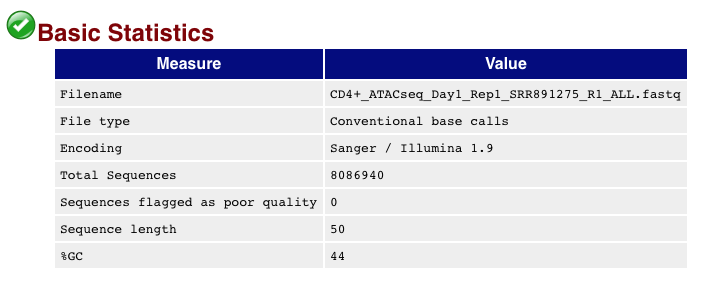 Basic Statistics
Measure Value
Filename CD4+_ATACseq_Day1_Rep1_SRR891275_R1_ALL.fastq
File type Conventional base calls
Encoding Sanger / Illumina 1.9
Total Sequences 8086940
Sequences flagged as poor quality 0
Sequence length 50
%GC 44